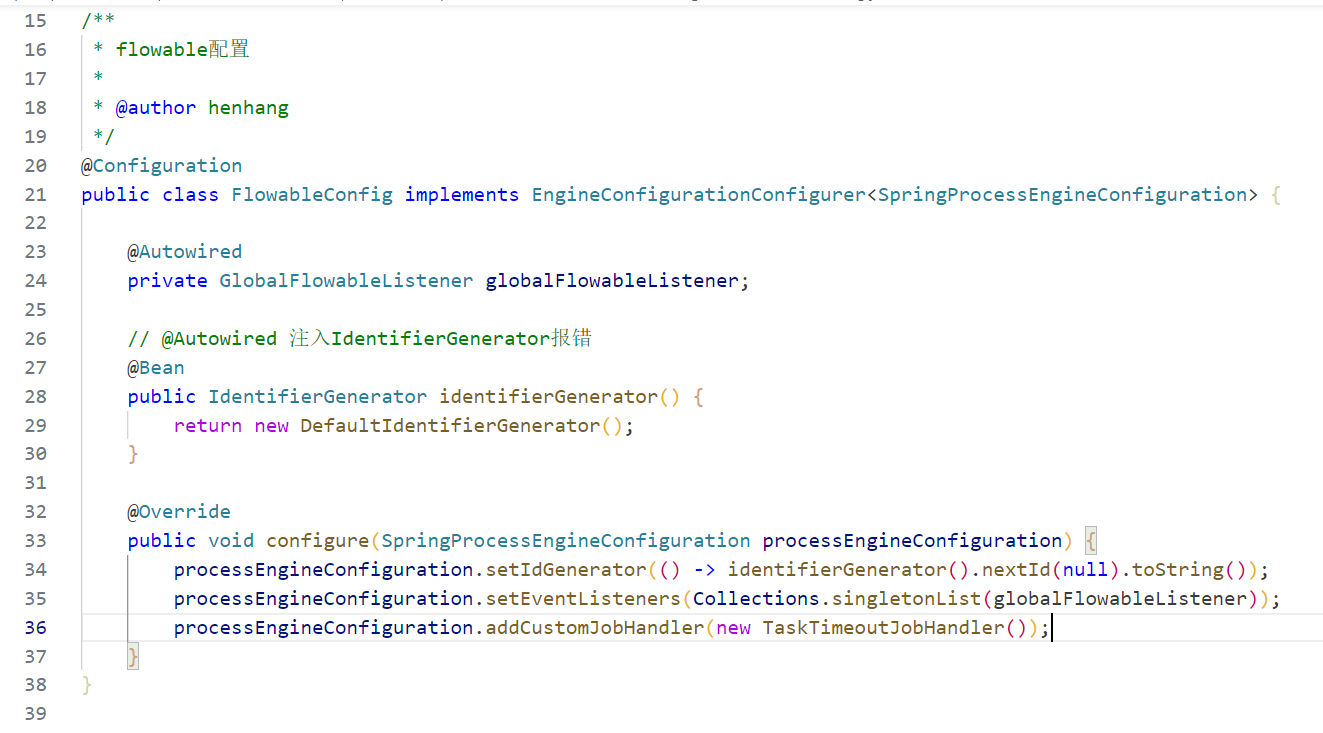 15 /**
16  * flowable配置
17  *
18  * @author henhang
19  */
20 @Configuration
21 public class FlowableConfig implements EngineConfigurationConfigurer<SpringProcessEngineConfiguration> {
22
23     @Autowired
24     private GlobalFlowableListener globalFlowableListener;
25
26     // @Autowired 注入IdentifierGenerator报错
27     @Bean
28     public IdentifierGenerator identifierGenerator() {
29         return new DefaultIdentifierGenerator();
30     }
31
32     @Override
33     public void configure(SpringProcessEngineConfiguration processEngineConfiguration) {
34         processEngineConfiguration.setIdGenerator(() -> identifierGenerator().nextId(null).toString());
35         processEngineConfiguration.setEventListeners(Collections.singletonList(globalFlowableListener));
36         processEngineConfiguration.addCustomJobHandler(new TaskTimeoutJobHandler());
37     }
38 }
39